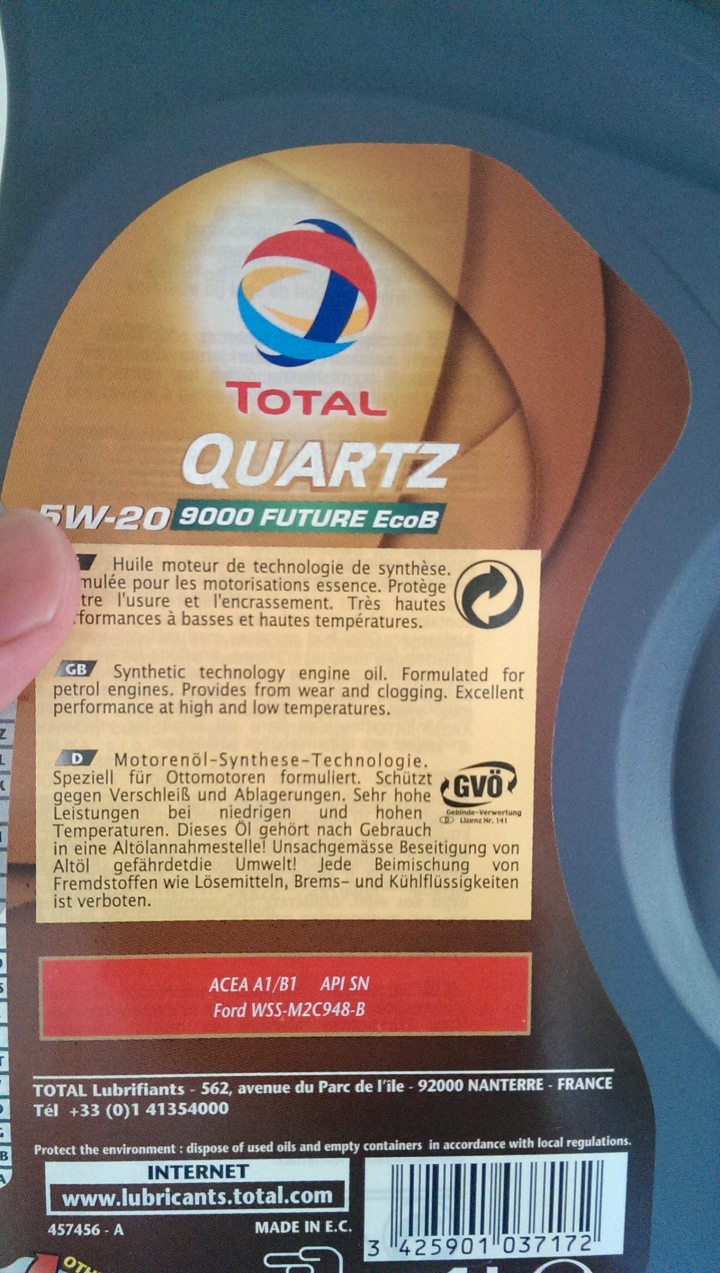 TOTAL
QUARTZ
5W-20 9000 FUTURE EcoB
Huile moteur de technologie de synthèse.
mulée pour les motorisations essence. Protège
tre l'usure et l'encrassement. Très hautes
formances à basses et hautes températures.
GB Synthetic technology engine oil. Formulated for
petrol engines. Provides from wear and clogging. Excellent
performance at high and low temperatures.
D Motorenöl-Synthese-Technologie.
Speziell für Ottomotoren formuliert. Schützt
gegen Verschleiß und Ablagerungen. Sehr hohe
Leistungen bei niedrigen und hohen
Temperaturen. Dieses Öl gehört nach Gebrauch
in eine Altölannahmestelle! Unsachgemässe Beseitigung von
Altöl gefährdetdie Umwelt! Jede Beimischung von
Fremdstoffen wie Lösemitteln, Brems- und Kühlflüssigkeiten
ist verboten.
GVÖ
Gebinde-Verwertung
D Lizenz Nr. 141
ACEA A1/B1 API SN
Ford WSS-M2C948-B
TOTAL Lubrifiants - 562, avenue du Parc de l'île - 92000 NANTERRE - FRANCE
Tél +33 (0)1 41354000
Protect the environment : dispose of used oils and empty containers in accordance with local regulations.
INTERNET
www.lubricants.total.com
457456 - A MADE IN E.C.
3 425901 037172